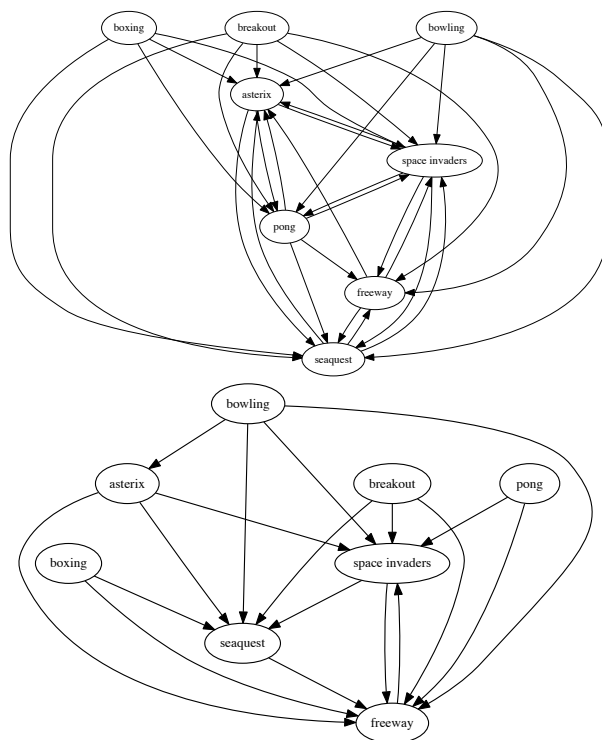 boxing breakout bowling
asterix
space invaders
pong
freeway
seaquest
bowling
asterix breakout pong
boxing space invaders
seaquest
freeway